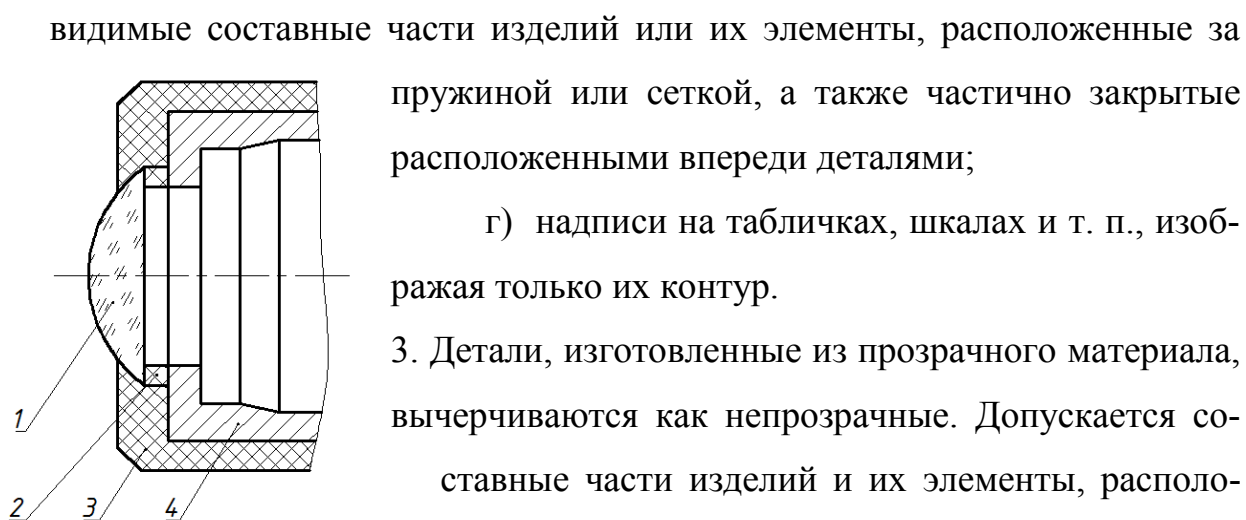 видимые составные части изделий или их элементы, расположенные за
пружиной или сеткой, а также частично закрытые
расположенными впереди деталями;
г) надписи на табличках, шкалах и т. п., изоб-
ражая только их контур.
3. Детали, изготовленные из прозрачного материала,
вычерчиваются как непрозрачные. Допускается со-
ставные части изделий и их элементы, располо-
1
2 3 4